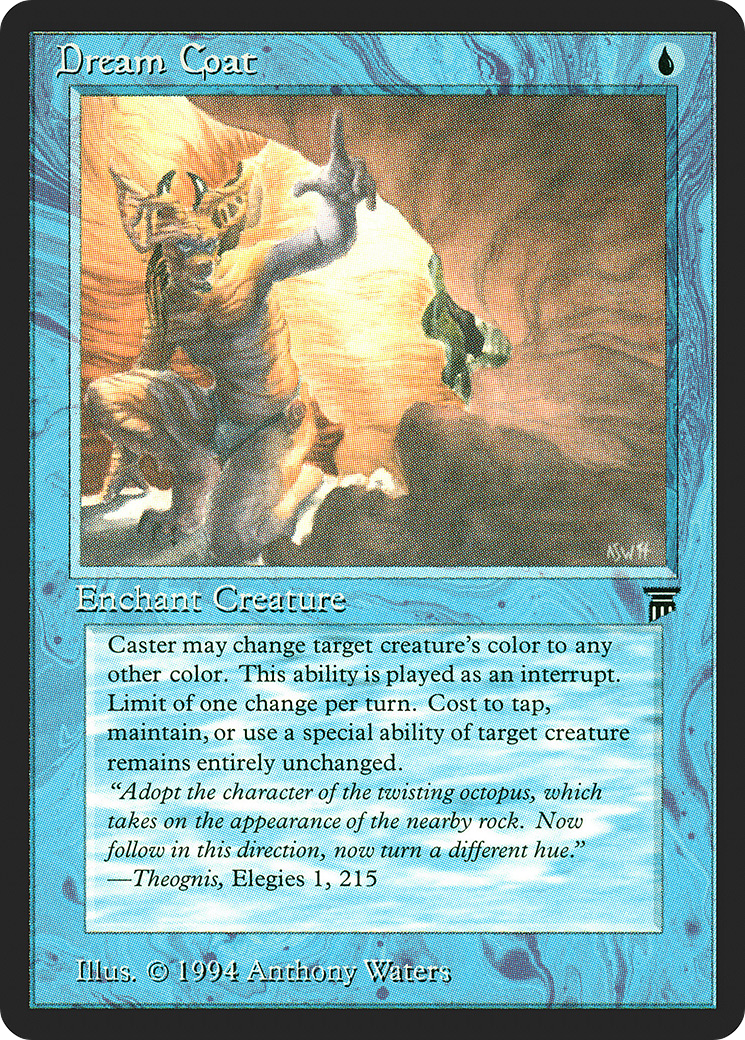 Dream Coat
ASW94
Enchant Creature
Caster may change target creature's color to any
other color. This ability is played as an interrupt.
Limit of one change per turn. Cost to tap,
maintain, or use a special ability of target creature
remains entirely unchanged.
"Adopt the character of the twisting octopus, which
takes on the appearance of the nearby rock. Now
follow in this direction, now turn a different hue."
—Theognis, Elegies 1, 215
Illus. © 1994 Anthony Waters